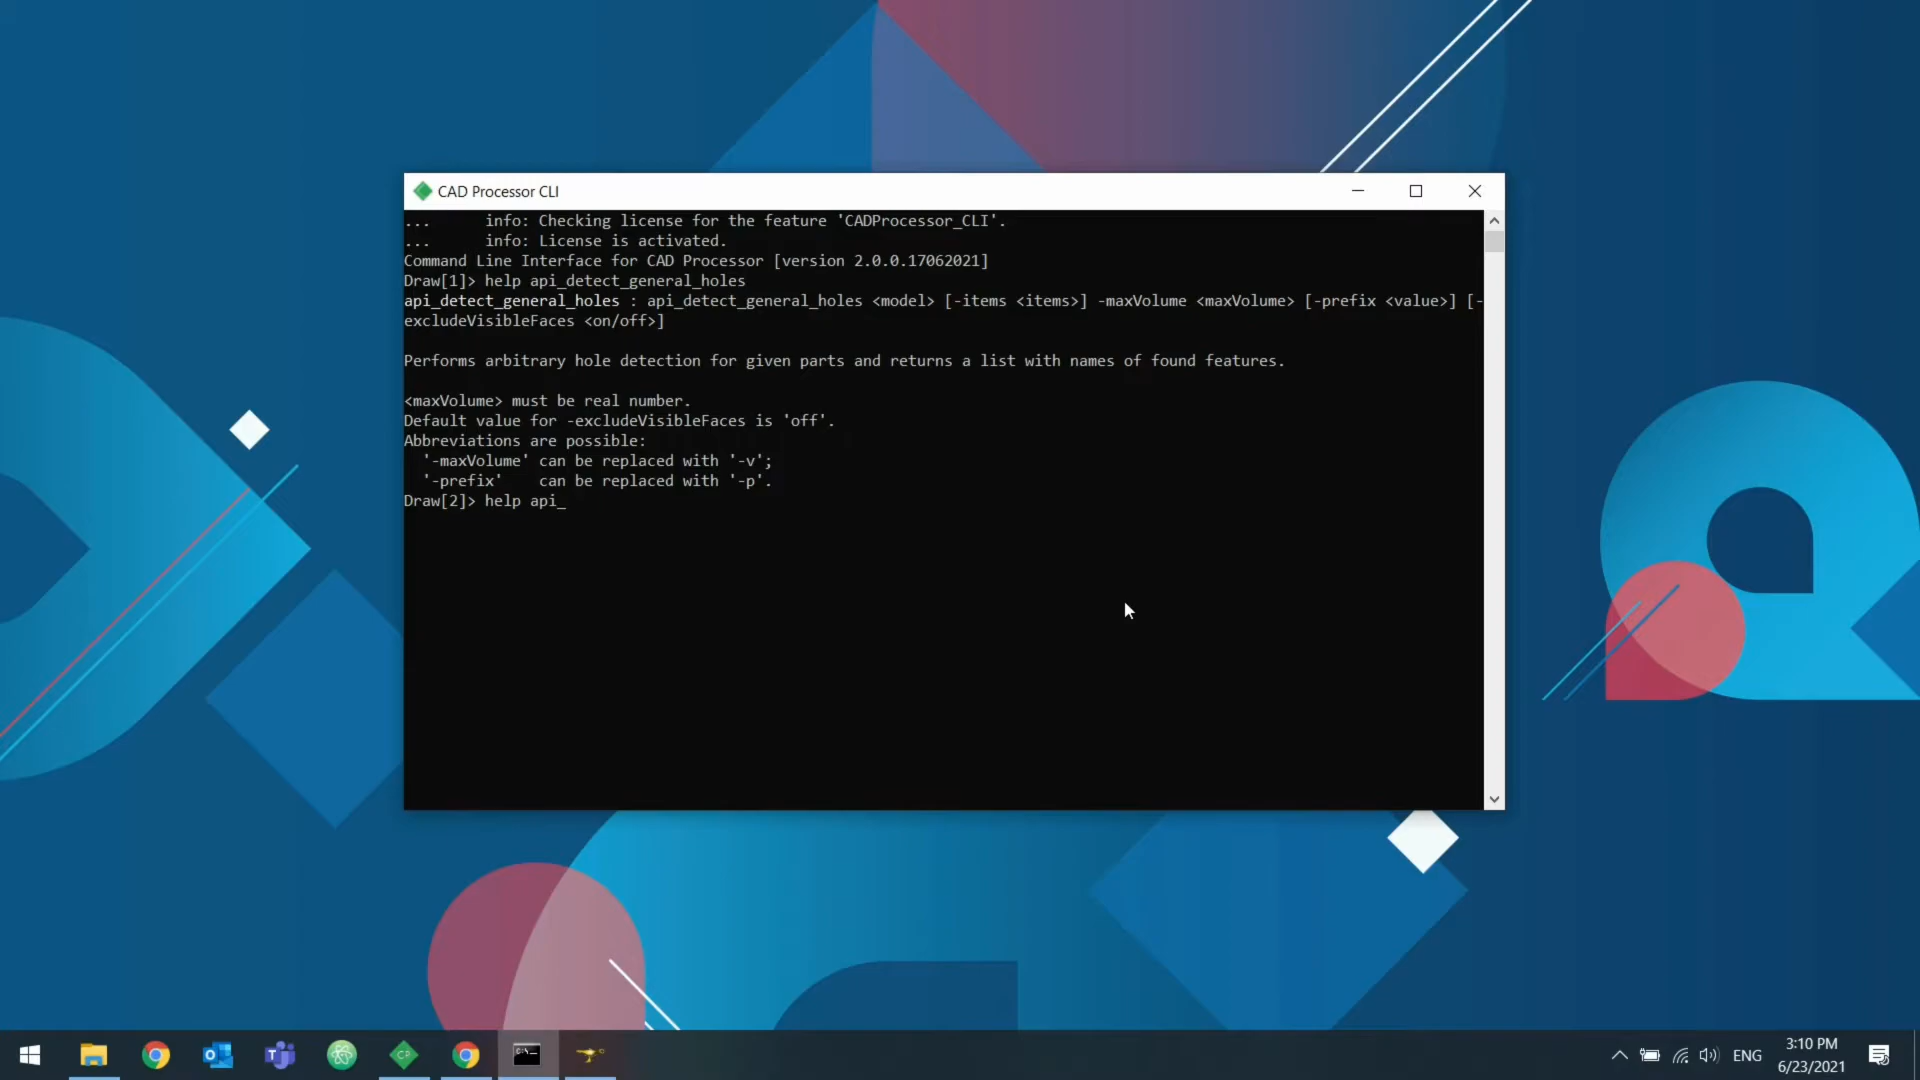 CAD Processor CLI
...      info: Checking license for the feature 'CADProcessor_CLI'.
...      info: License is activated.
Command Line Interface for CAD Processor [version 2.0.0.17062021]
Draw[1]> help api_detect_general_holes
api_detect_general_holes : api_detect_general_holes <model> [-items <items>] -maxVolume <maxVolume> [-prefix <value>] [-
excludeVisibleFaces <on/off>]
Performs arbitrary hole detection for given parts and returns a list with names of found features.
<maxVolume> must be real number.
Default value for -excludeVisibleFaces is 'off'.
Abbreviations are possible:
  '-maxVolume' can be replaced with '-v';
  '-prefix'    can be replaced with '-p'.
Draw[2]> help api_
CP
ENG
3:10 PM
6/23/2021